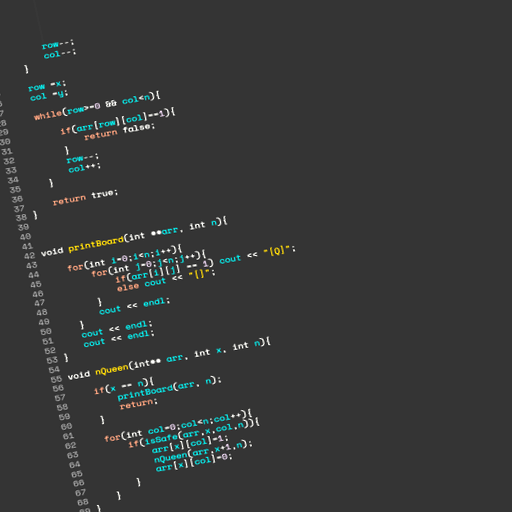 row--;
col--;
}
row =x;
col =y;
while(row>=0 && col<n){
28
29 if(arr[row][col]==1){
30 return false;
31 }
32 row--;
33 col++;
34 }
35
36 return true;
37
38 }
39
40
41
42 void printBoard(int **arr, int n){
43
44 for(int i=0;i<n;i++){
45 for(int j=0;j<n;j++){
46 if(arr[i][j] == 1) cout << "[Q]";
else cout << "[]";
47 }
48 cout << endl;
49 }
50 cout << endl;
51 cout << endl;
52
53 }
54
55 void nQueen(int** arr, int x, int n){
56
57 if(x == n){
58 printBoard(arr, n);
59 return;
60 }
61
62 for(int col=0;col<n;col++){
63 if(isSafe(arr,x,col,n)){
64 arr[x][col]=1;
65 nQueen(arr,x+1,n);
66 arr[x][col]=0;
67 }
68 }
}